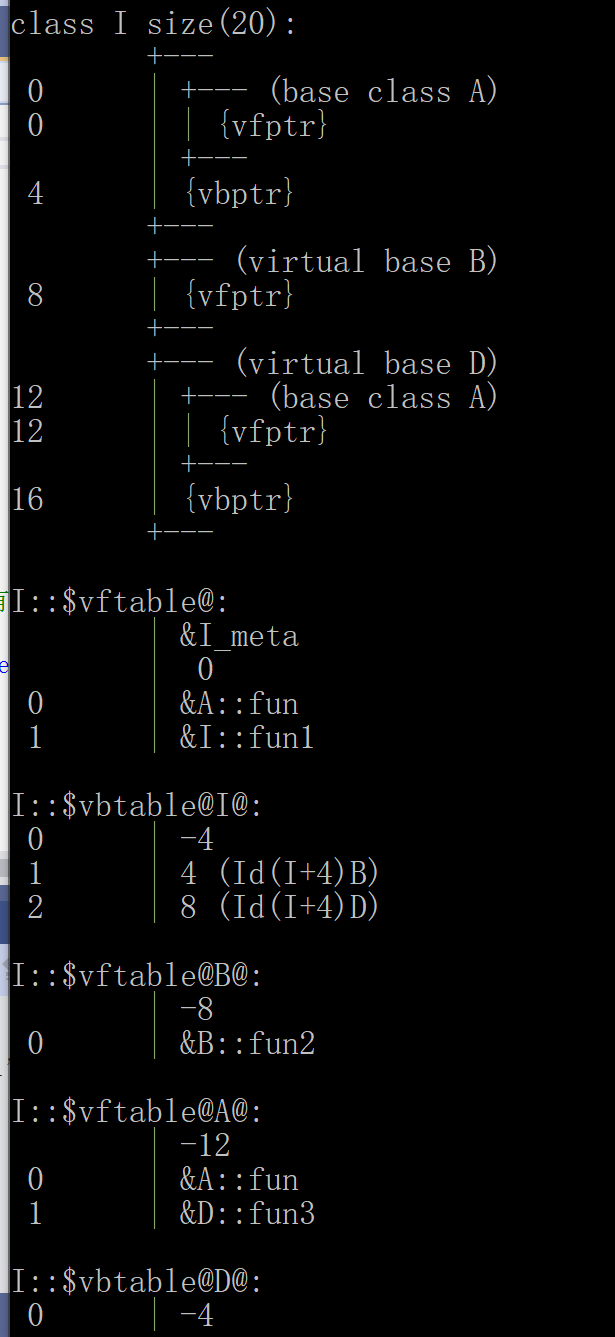 class I size(20):
        +---
 0      | +--- (base class A)
 0      | | {vfptr}
        | +---
 4      | {vbptr}
        +---
        +--- (virtual base B)
 8      | {vfptr}
        +---
        +--- (virtual base D)
12      | +--- (base class A)
12      | | {vfptr}
        | +---
16      | {vbptr}
        +---
I::$vftable@:
        | &I_meta
        |  0
 0      | &A::fun
 1      | &I::fun1
I::$vbtable@I@:
 0      | -4
 1      | 4 (Id(I+4)B)
 2      | 8 (Id(I+4)D)
I::$vftable@B@:
        | -8
 0      | &B::fun2
I::$vftable@A@:
        | -12
 0      | &A::fun
 1      | &D::fun3
I::$vbtable@D@:
 0      | -4